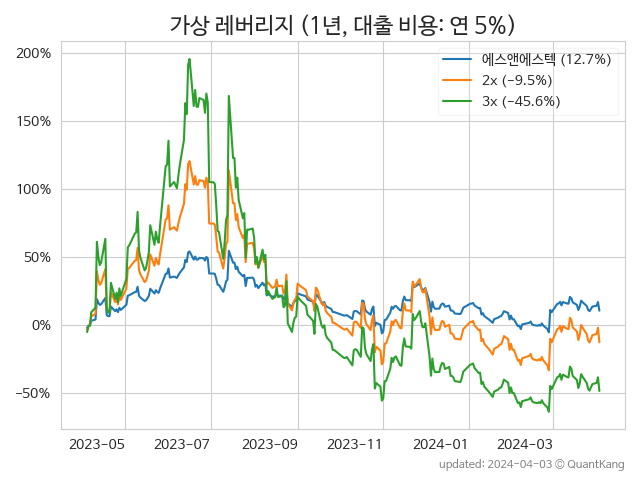 가상 레버리지 (1년, 대출 비용: 연 5%)
200%
150%
100%
50%
0%
−50%
에스앤에스텍 (12.7%)
2x (−9.5%)
3x (−45.6%)
2023−05
2023−07
2023−09
2023−11
2024−01
2024−03
updated: 2024-04-03 © QuantKang